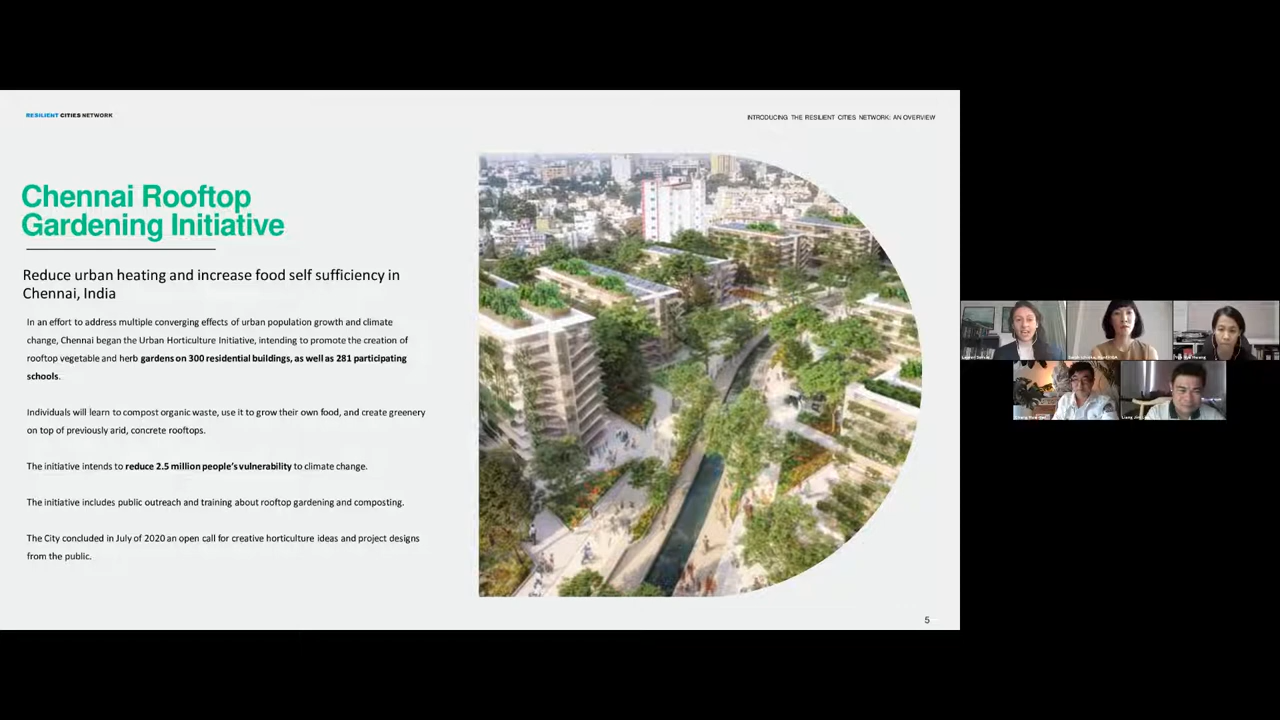 RESILIENT CITIES NETWORK
INTRODUCING THE RESILIENT CITIES NETWORK: AN OVERVIEW
Chennai Rooftop
Gardening Initiative
Reduce urban heating and increase food self sufficiency in
Chennai, India
In an effort to address multiple converging effects of urban population growth and climate
change, Chennai began the Urban Horticulture Initiative, intending to promote the creation of
rooftop vegetable and herb gardens on 300 residential buildings, as well as 281 participating
schools.
Individuals will learn to compost organic waste, use it to grow their own food, and create greenery
on top of previously arid, concrete rooftops.
The initiative intends to reduce 2.5 million people's vulnerability to climate change.
The initiative includes public outreach and training about rooftop gardening and composting.
The City concluded in July of 2020 an open call for creative horticulture ideas and project designs
from the public.
5